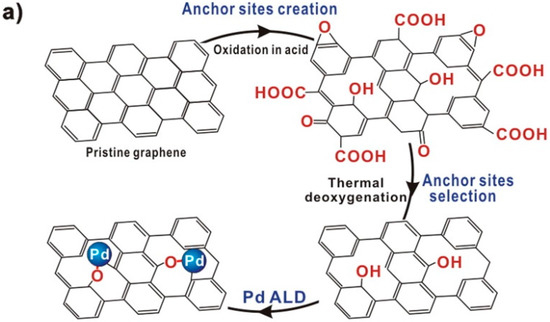 a)
Anchor sites creation
Oxidation in acid
Pristine graphene
O
COOH
O
OH
COOH
HOOC
OH
O
COOH
COOH
O
Thermal
deoxygenation
Anchor sites
selection
Pd
O
Pd
O
OH
OH
Pd ALD